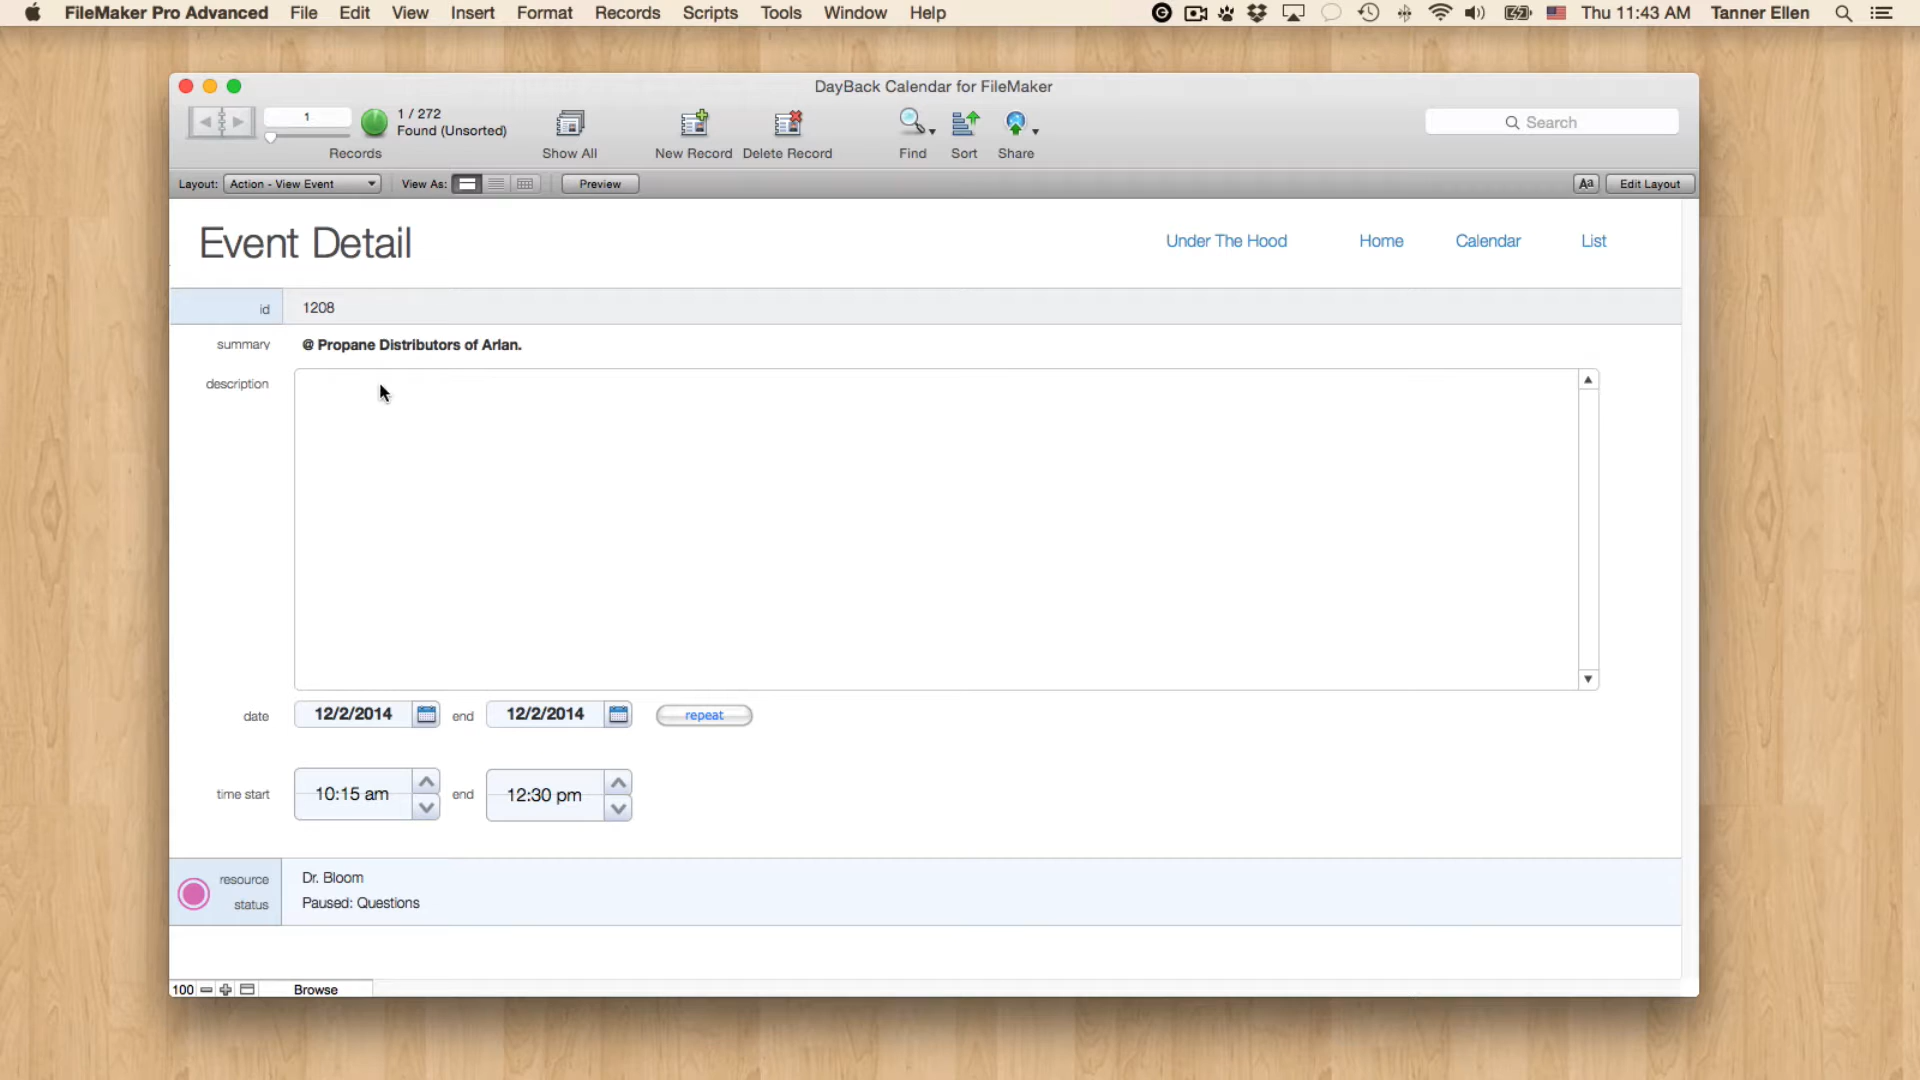 FileMaker Pro Advanced File Edit View Insert Format Records Scripts Tools Window Help Thu 11:43 AM Tanner Ellen
DayBack Calendar for FileMaker
1 1 / 272
Found (Unsorted)
Search
Records Show All New Record Delete Record Find Sort Share
Layout: Action - View Event View As: Preview Aa Edit Layout
Event Detail Under The Hood Home Calendar List
id 1208
summary @ Propane Distributors of Arlan.
description
date 12/2/2014 end 12/2/2014 repeat
time start 10:15 am end 12:30 pm
resource Dr. Bloom
status Paused: Questions
100 Browse